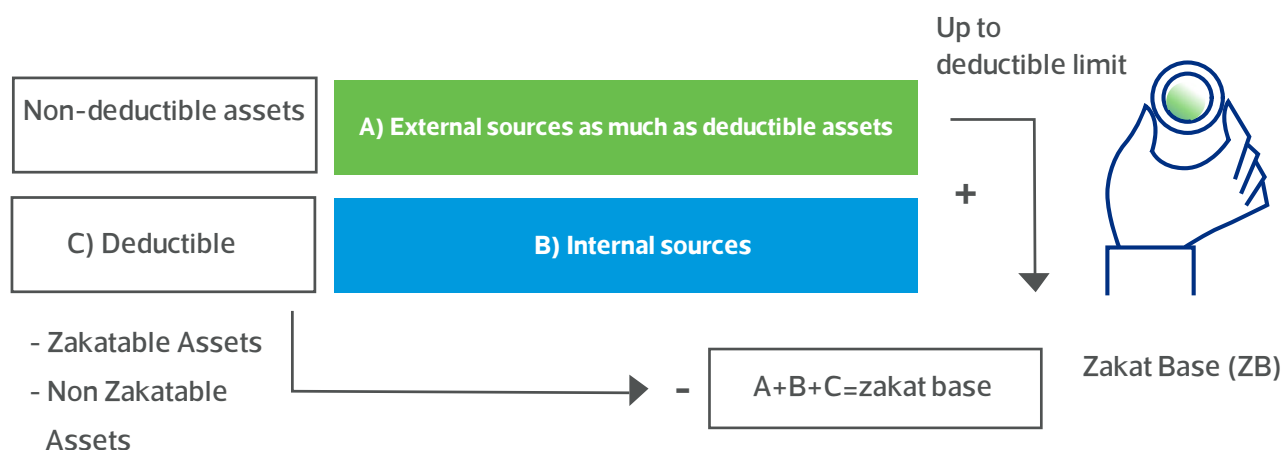 Up to
deductible limit
Non-deductible assets
A) External sources as much as deductible assets
+
C) Deductible
B) Internal sources
- Zakatable Assets
- Non Zakatable
Assets
-
A+B+C=zakat base
Zakat Base (ZB)